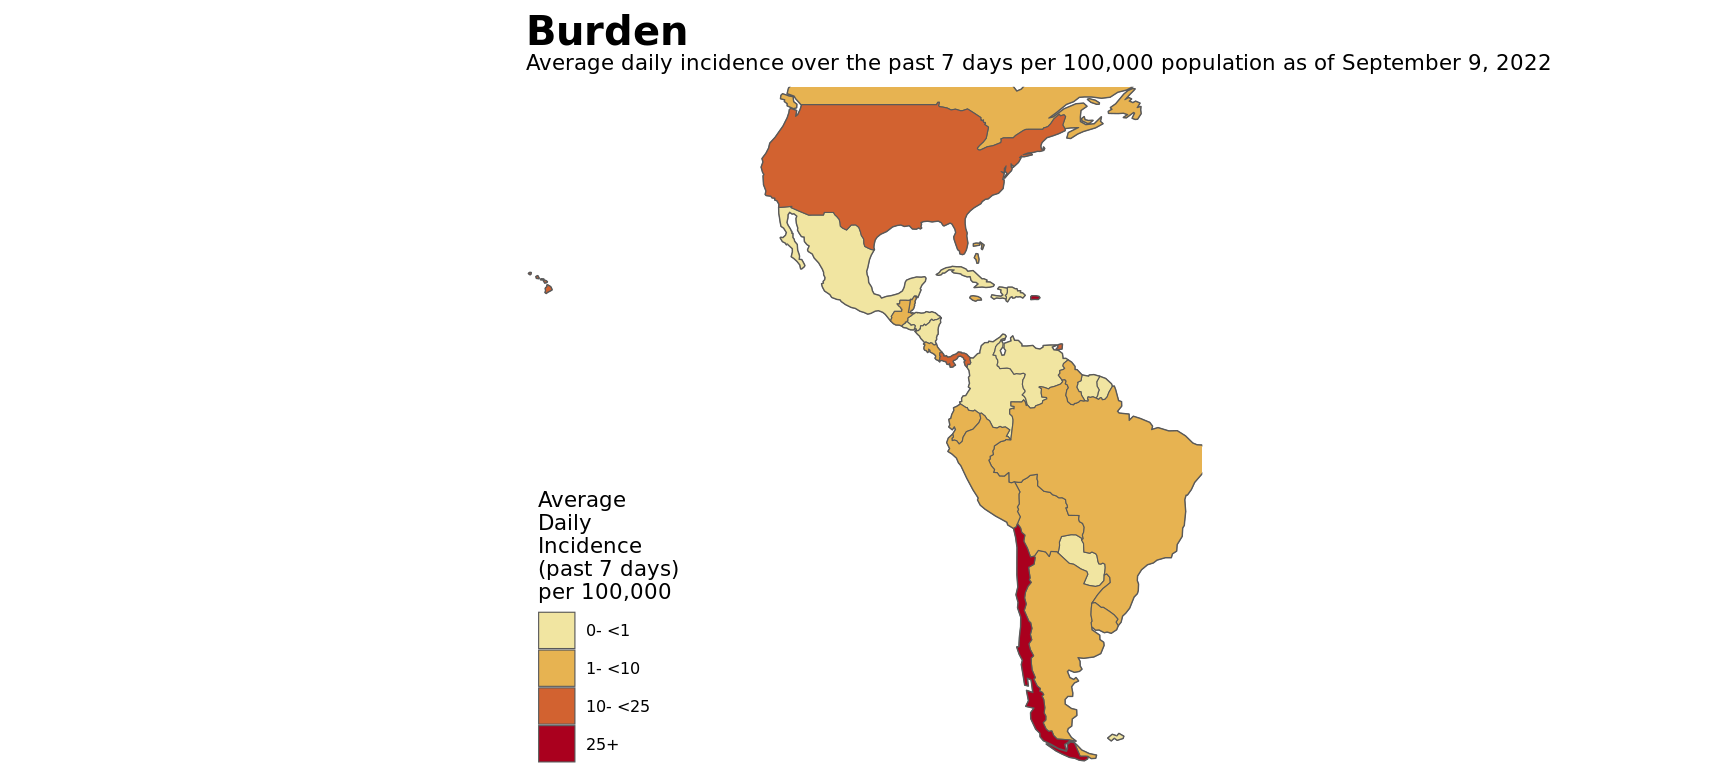 Burden
Average daily incidence over the past 7 days per 100,000 population as of September 9, 2022
Average
Daily
Incidence
(past 7 days)
per 100,000
0- <1
1- <10
10- <25
25+